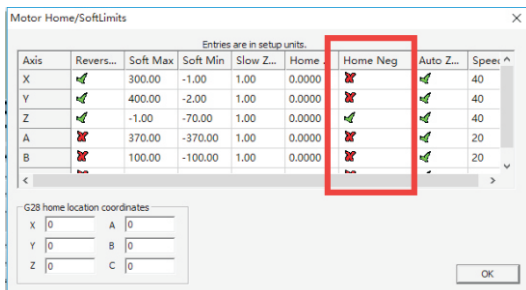 Motor Home/SoftLimits
Entries are in setup units.
Axis Revers... Soft Max Soft Min Slow Z... Home . Home Neg Auto Z... Speed
X 300.00 -1.00 1.00 0.0000 40
Y 400.00 -2.00 1.00 0.0000 40
Z -1.00 -70.00 1.00 0.0000 40
A 370.00 -370.00 1.00 0.0000 20
B 100.00 -100.00 1.00 0.0000 20
G28 home location coordinates
X 0 A 0
Y 0 B 0
Z 0 C 0
OK